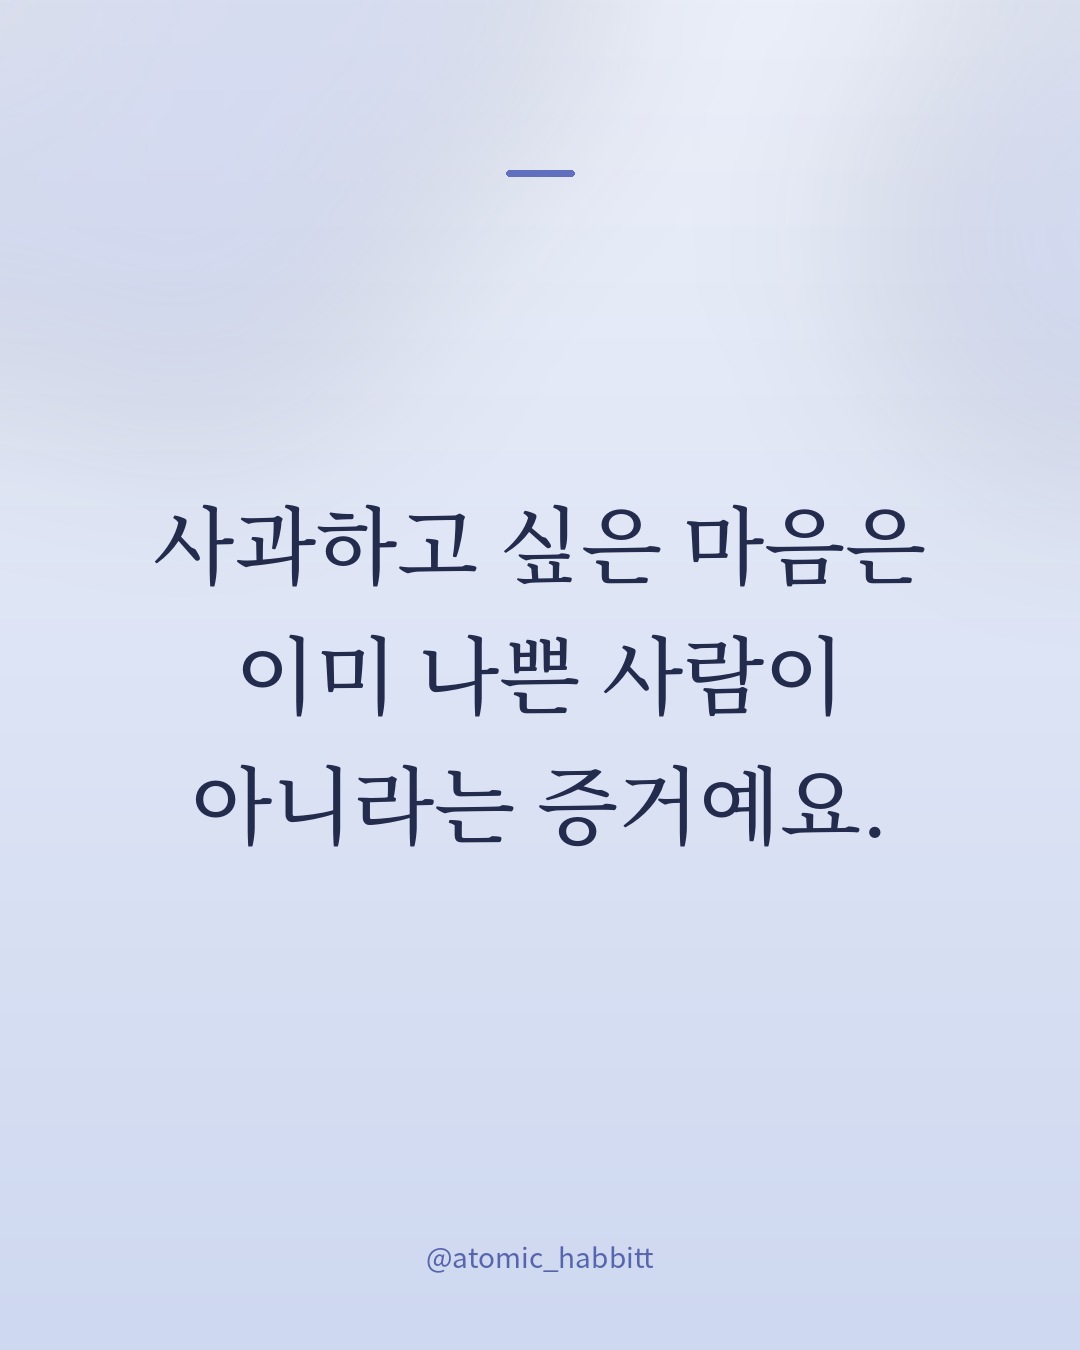 사과하고 싶은 마음은
이미 나쁜 사람이
아니라는 증거예요.
@atomic_habbitt